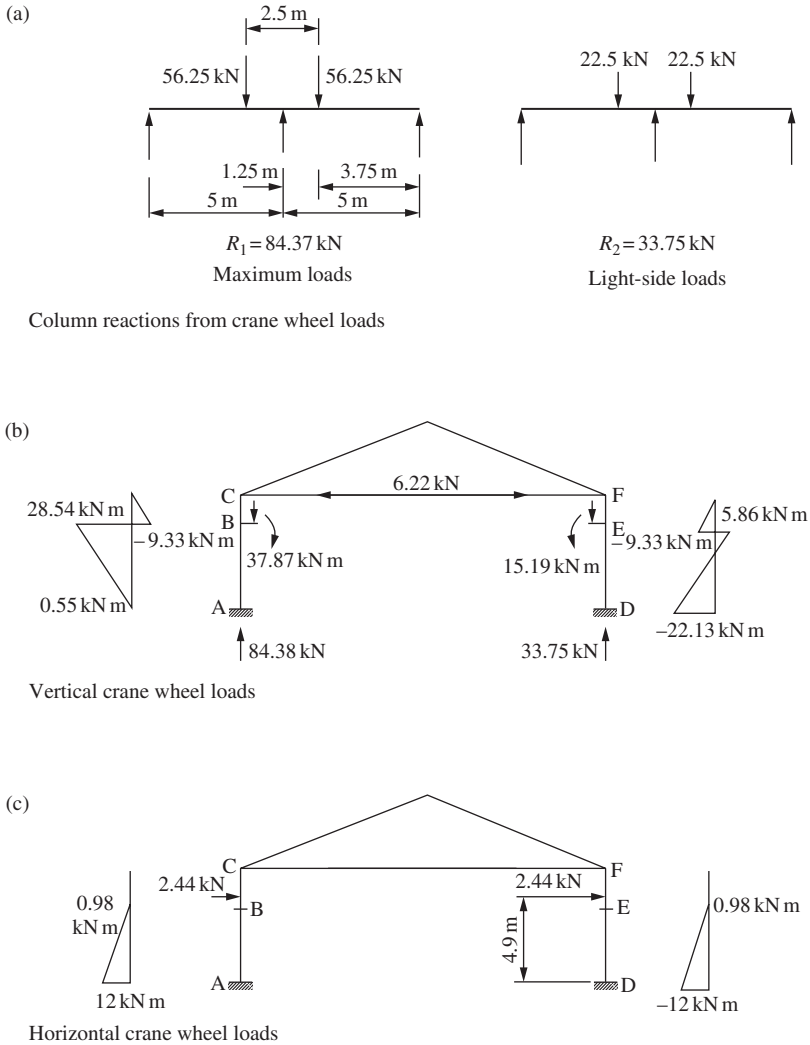 (a)
2.5 m
56.25 kN
56.25 kN
1.25 m
3.75 m
5 m
5 m
R1 = 84.37 kN
Maximum loads
22.5 kN
22.5 kN
R2 = 33.75 kN
Light-side loads
Column reactions from crane wheel loads
(b)
C
6.22 kN
F
28.54 kN m
B
−9.33 kN m
37.87 kN m
E
−9.33 kN m
5.86 kN m
15.19 kN m
0.55 kN m
A
D
−22.13 kN m
84.38 kN
33.75 kN
Vertical crane wheel loads
(c)
C
F
2.44 kN
2.44 kN
0.98
kN m
B
E
0.98 kN m
4.9 m
A
D
12 kN m
−12 kN m
Horizontal crane wheel loads